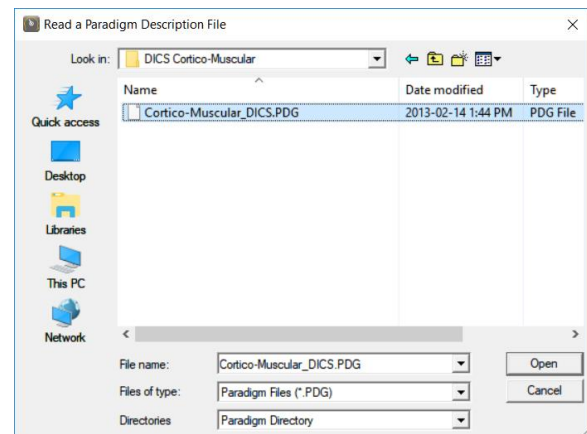 Read a Paradigm Description File
Look in: DICS Cortico-Muscular
Name Date modified Type
Cortico-Muscular_DICS.PDG 2013-02-14 1:44 PM PDG File
Quick access
Desktop
Libraries
This PC
Network
File name: Cortico-Muscular_DICS.PDG Open
Files of type: Paradigm Files (*.PDG) Cancel
Directories Paradigm Directory